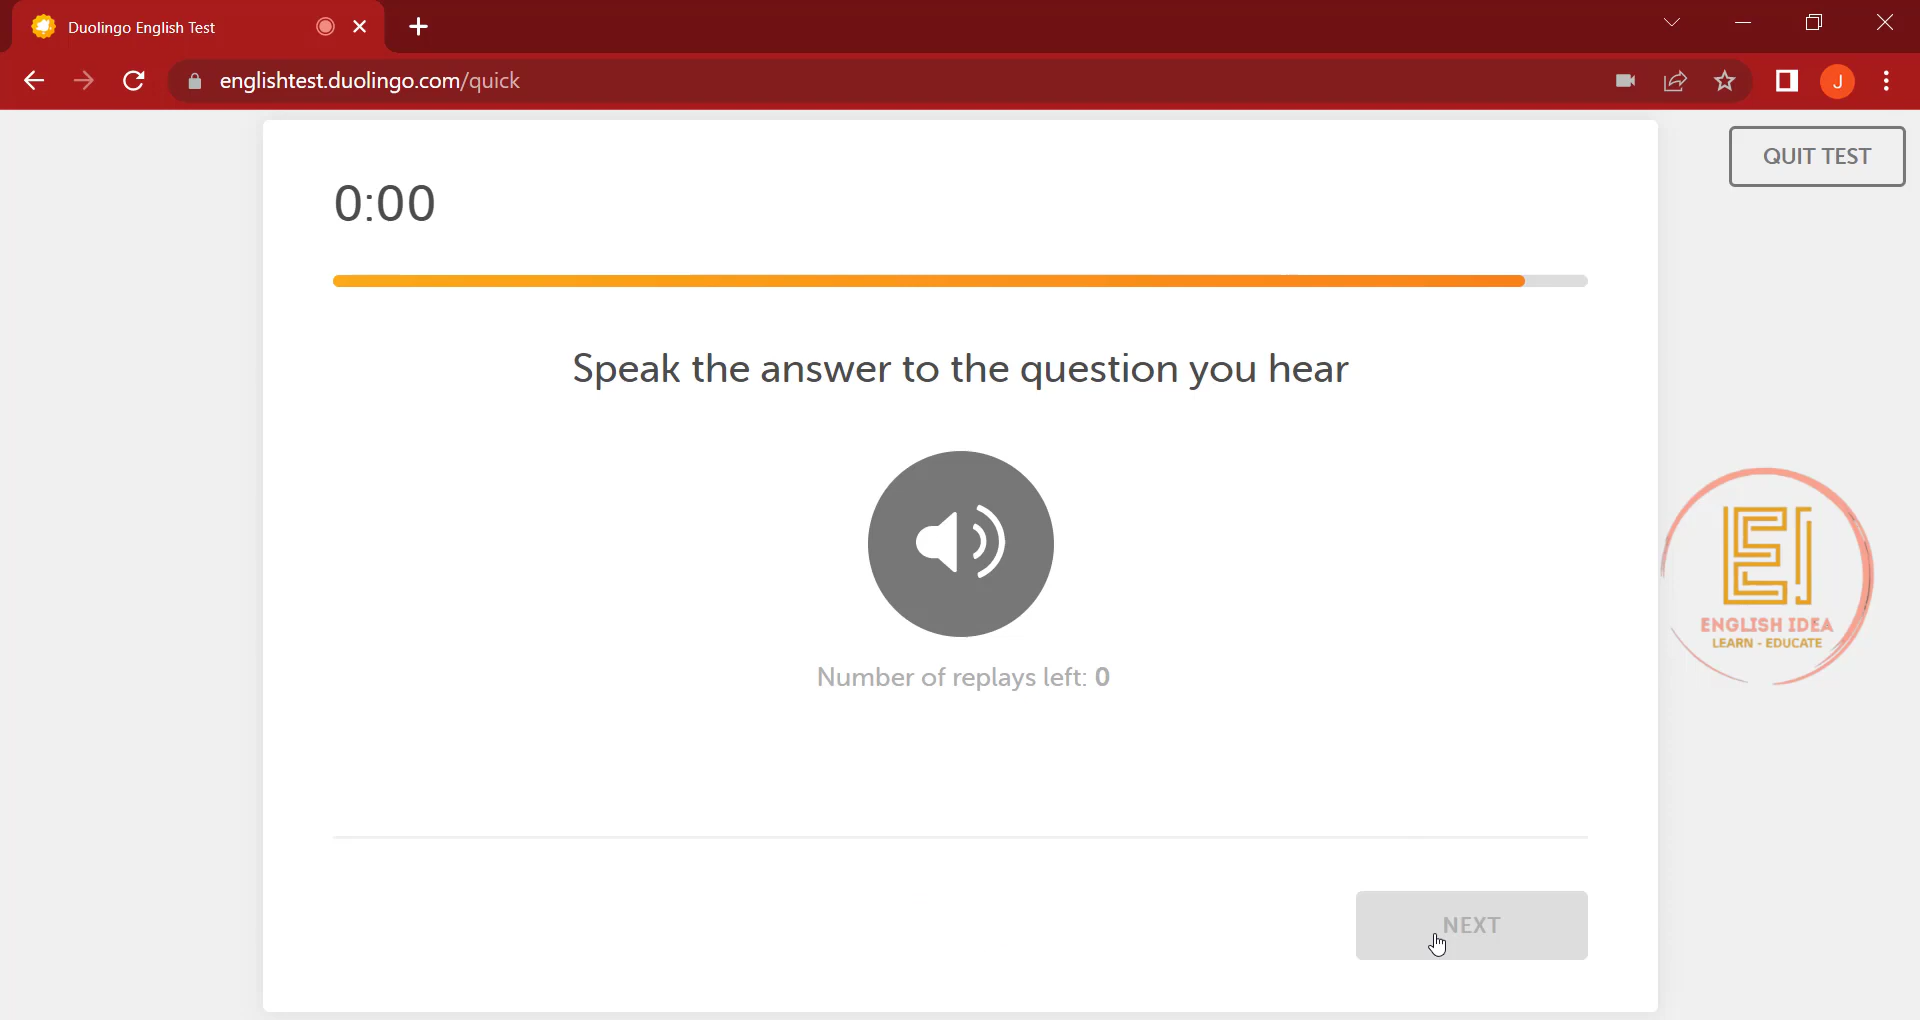 Duolingo English Test
englishtest.duolingo.com/quick
J
QUIT TEST
0:00
Speak the answer to the question you hear
Number of replays left: 0
EI
ENGLISH IDEA
LEARN - EDUCATE
NEXT